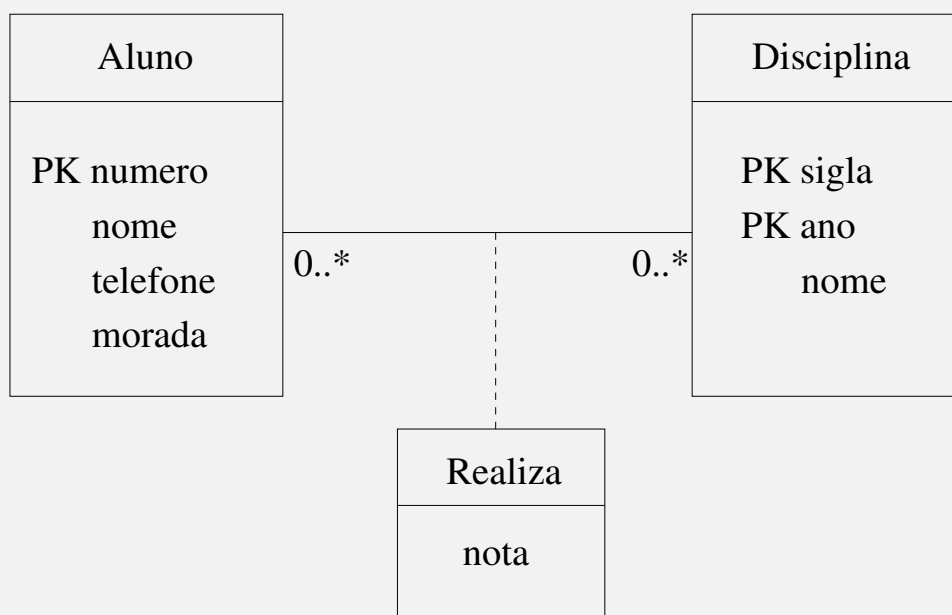 Aluno
PK numero
nome
telefone
morada
0..*
0..*
Disciplina
PK sigla
PK ano
nome
Realiza
nota